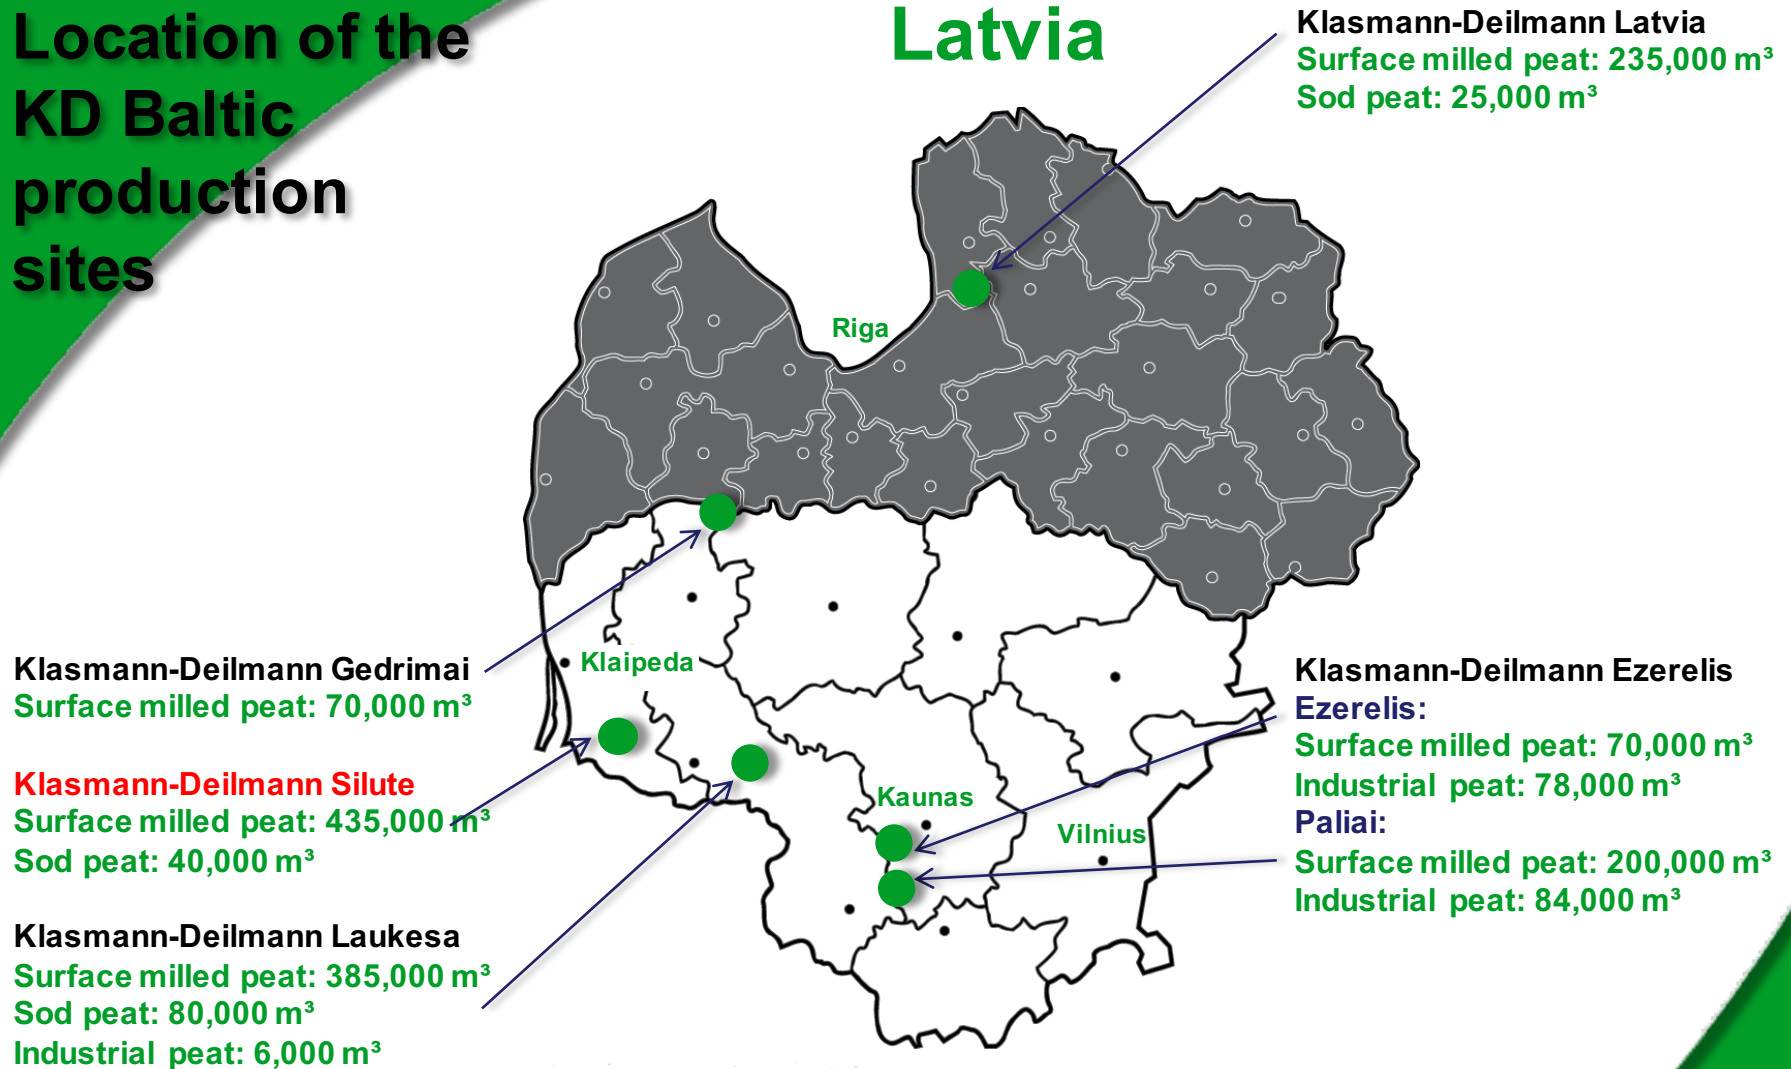 Location of the
KD Baltic
production
sites
Latvia
Klasmann-Deilmann Latvia
Surface milled peat: 235,000 m³
Sod peat: 25,000 m³
Riga
Klaipeda
Kaunas
Vilnius
Klasmann-Deilmann Gedrimai
Surface milled peat: 70,000 m³
Klasmann-Deilmann Silute
Surface milled peat: 435,000 m³
Sod peat: 40,000 m³
Klasmann-Deilmann Laukesa
Surface milled peat: 385,000 m³
Sod peat: 80,000 m³
Industrial peat: 6,000 m³
Klasmann-Deilmann Ezerelis
Ezerelis:
Surface milled peat: 70,000 m³
Industrial peat: 78,000 m³
Paliai:
Surface milled peat: 200,000 m³
Industrial peat: 84,000 m³